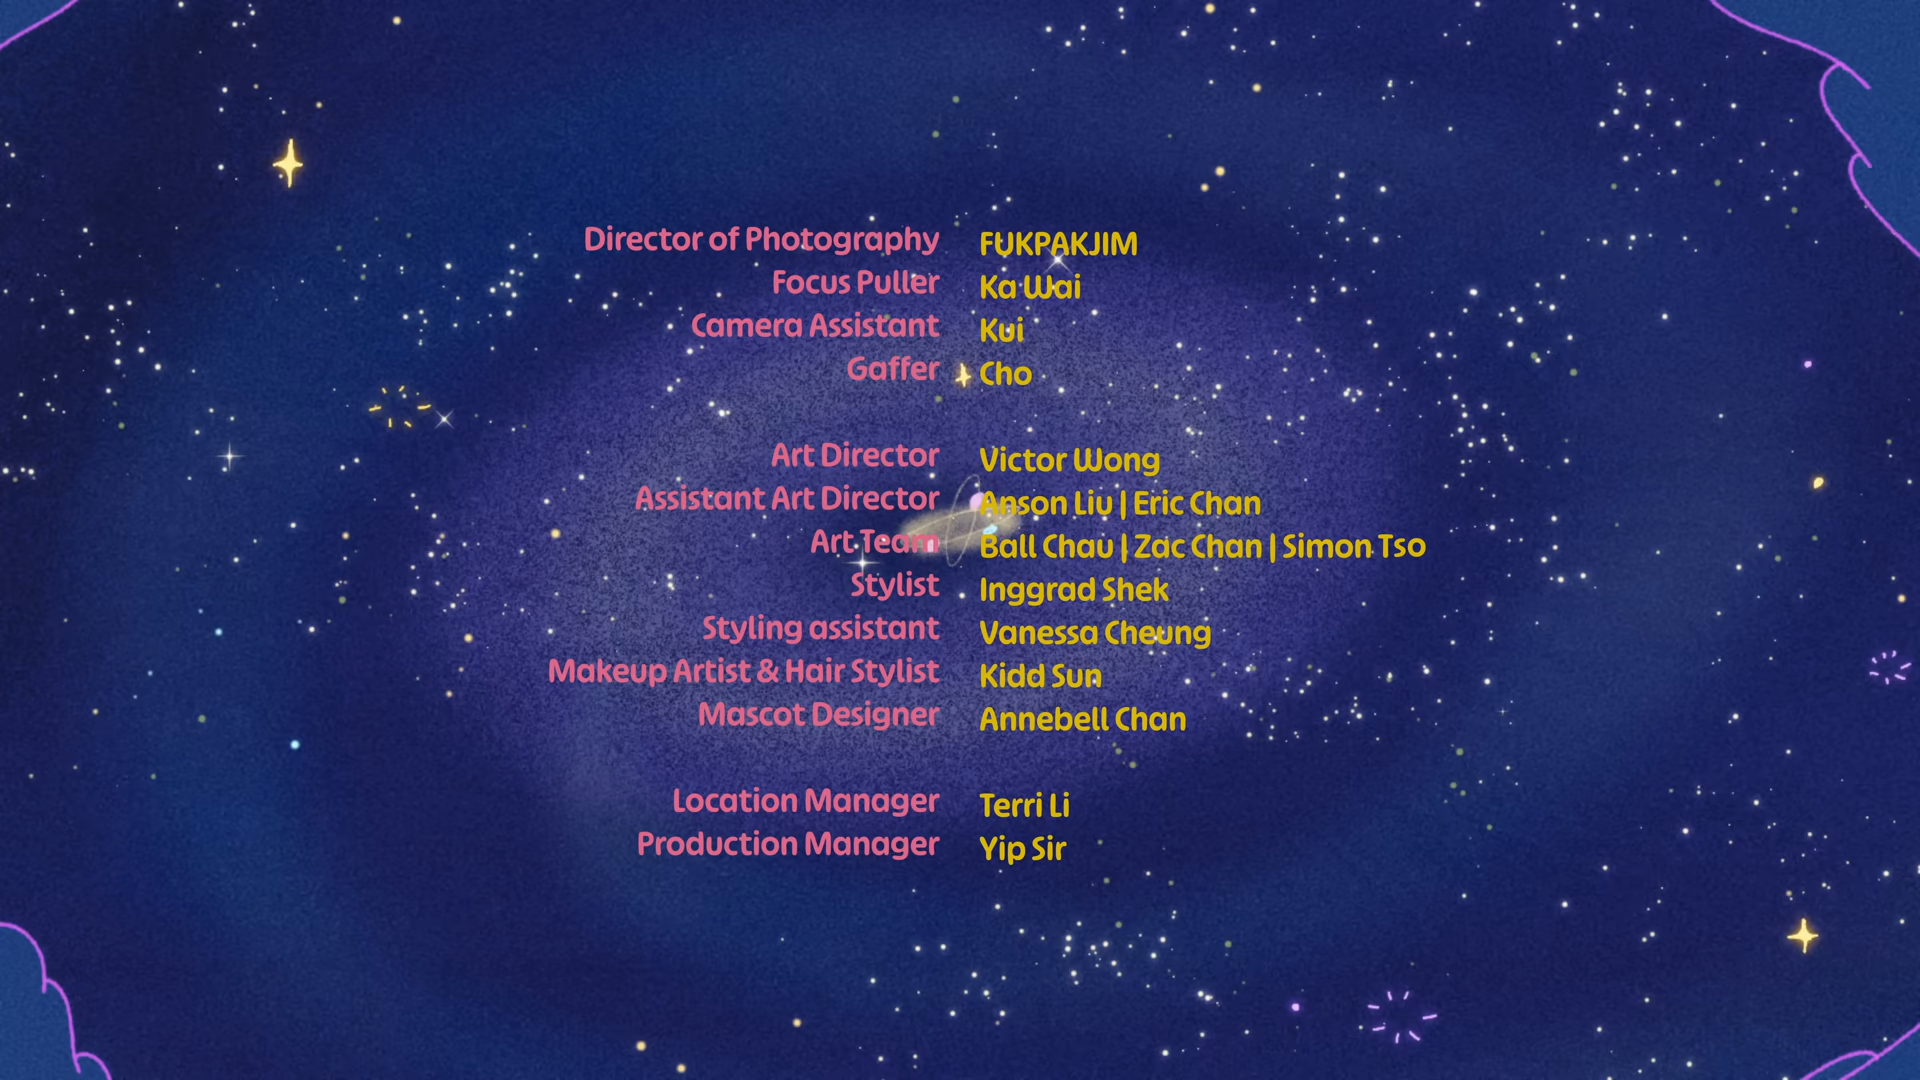 Director of Photography FUKPAKJIM
Focus Puller Ka Wai
Camera Assistant Kui
Gaffer Cho
Art Director Victor Wong
Assistant Art Director Anson Liu | Eric Chan
Art Team Ball Chau | Zac Chan | Simon Tso
Stylist Inggrad Shek
Styling assistant Vanessa Cheung
Makeup Artist & Hair Stylist Kidd Sun
Mascot Designer Annebell Chan
Location Manager Terri Li
Production Manager Yip Sir